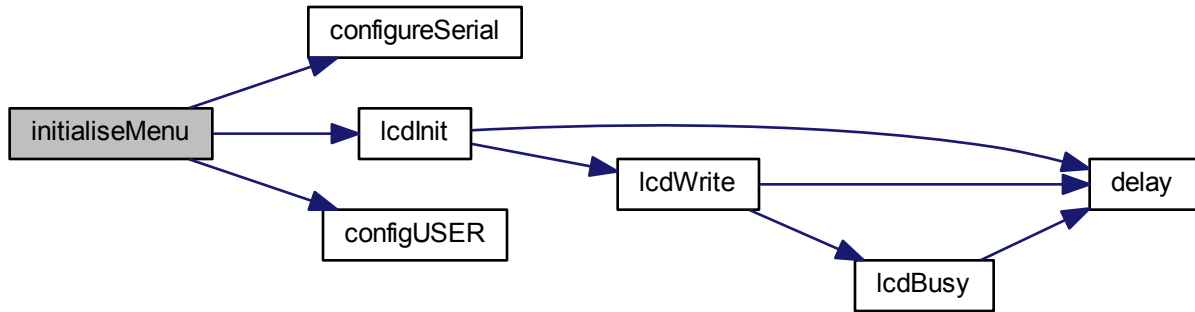 configureSerial
initialiseMenu
lcdInit
lcdWrite
delay
configUSER
lcdBusy